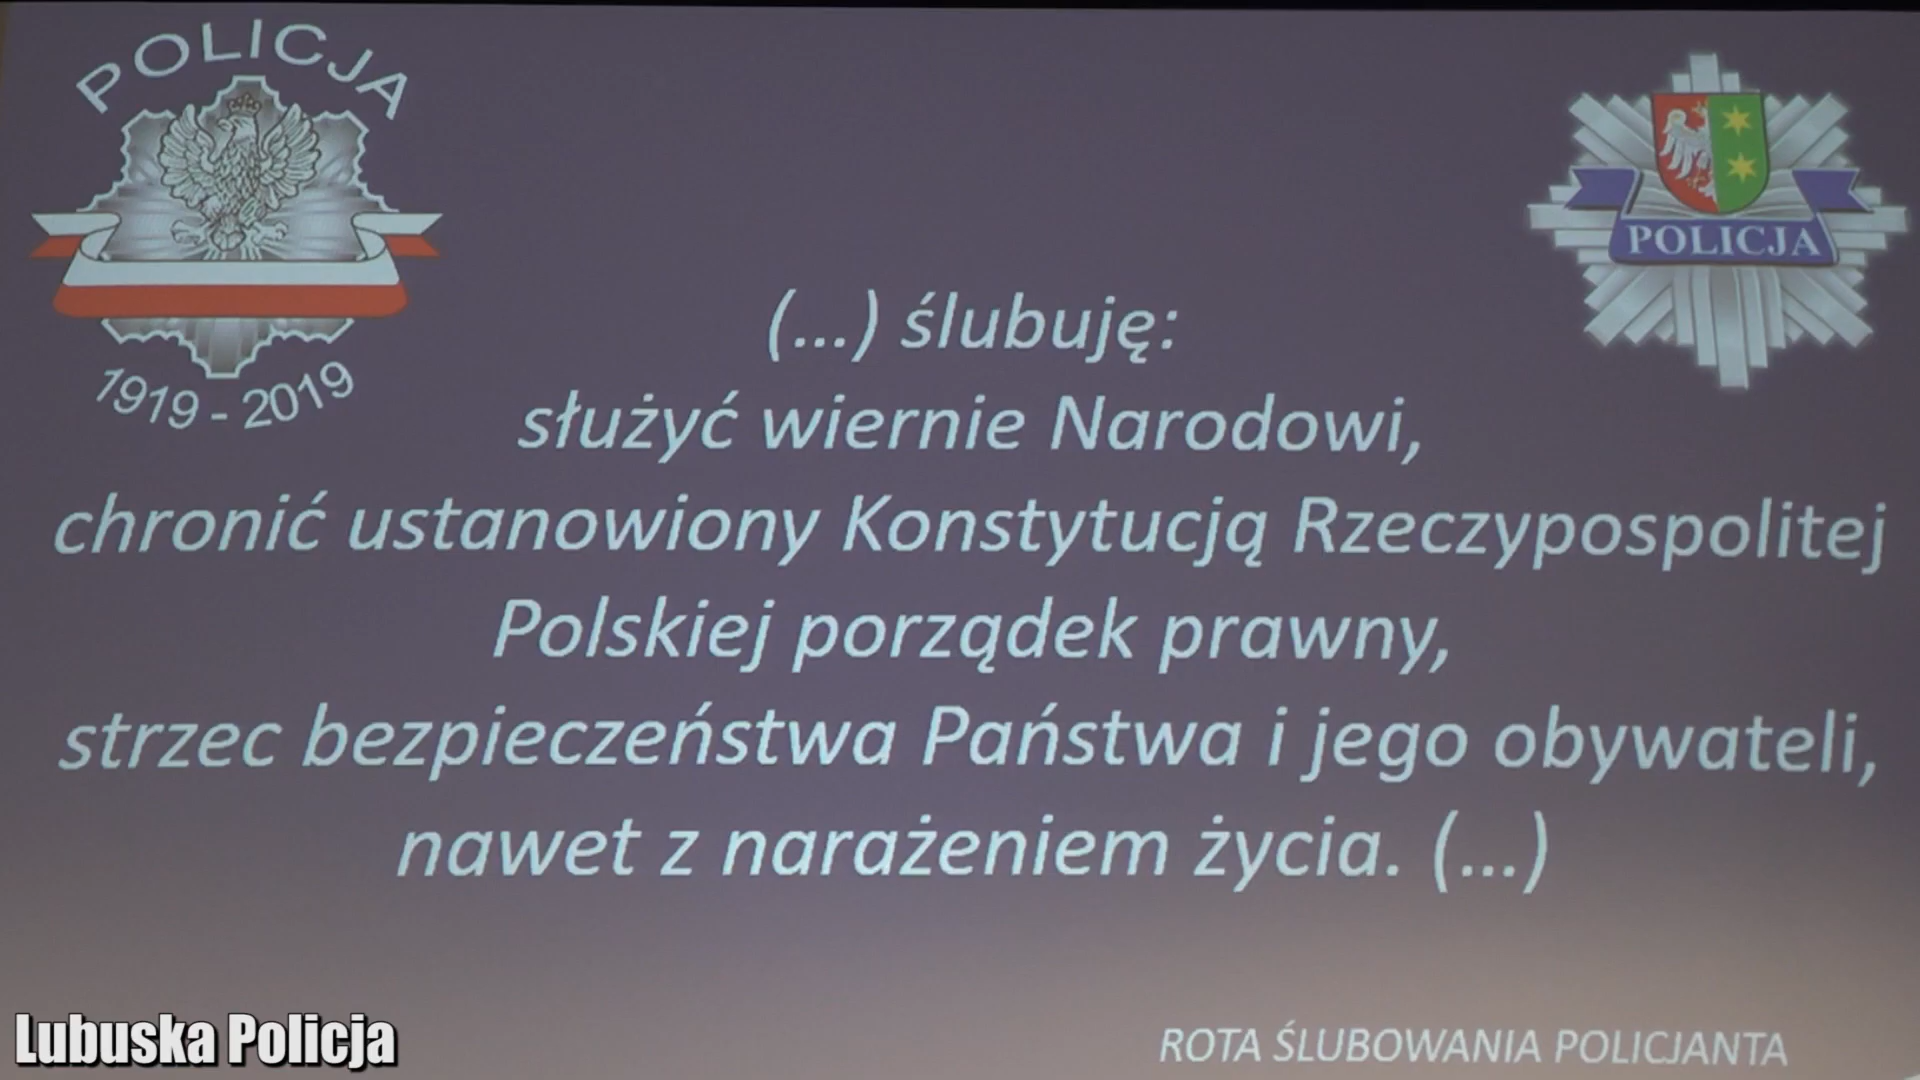 POLICJA
1919 - 2019
POLICJA
(...) ślubuję:
służyć wiernie Narodowi,
chronić ustanowiony Konstytucją Rzeczypospolitej
Polskiej porządek prawny,
strzec bezpieczeństwa Państwa i jego obywateli,
nawet z narażeniem życia. (...)
ROTA ŚLUBOWANIA POLICJANTA
Lubuska Policja